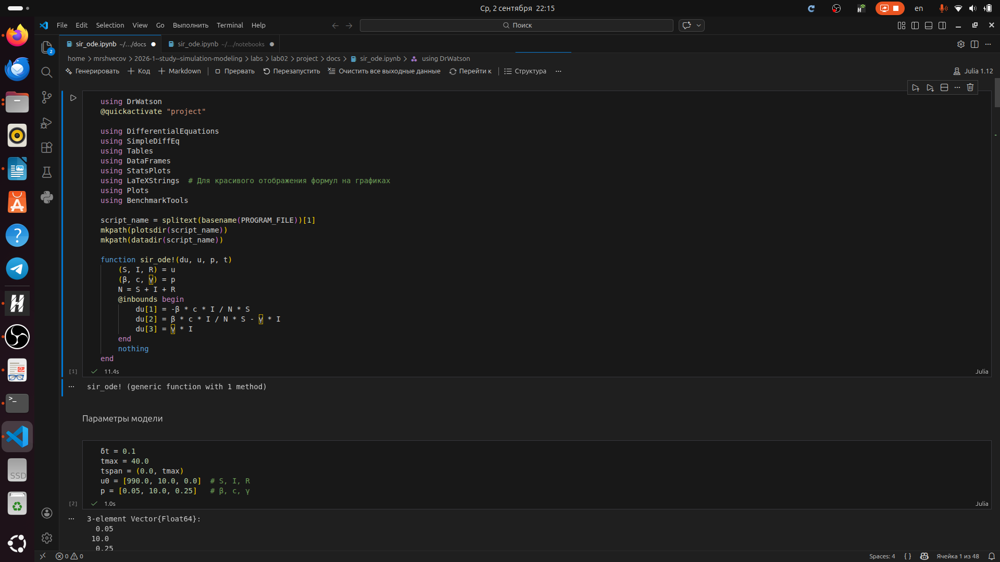 Ср, 2 сентября 22:15
en
File Edit Selection View Go Выполнить Terminal Help
Поиск
sir_ode.ipynb ~/.../docs
sir_ode.ipynb ~/.../notebooks
home > mrshvecov > 2026-1--study--simulation-modeling > labs > lab02 > project > docs > sir_ode.ipynb > using DrWatson
Генерировать + Код + Markdown | Прервать Перезапустить Очистить все выходные данные Перейти к | Структура ...
Julia 1.12
using DrWatson
@quickactivate "project"
using DifferentialEquations
using SimpleDiffEq
using Tables
using DataFrames
using StatsPlots
using LaTeXStrings  # Для красивого отображения формул на графиках
using Plots
using BenchmarkTools
script_name = splitext(basename(PROGRAM_FILE))[1]
mkpath(plotsdir(script_name))
mkpath(datadir(script_name))
function sir_ode!(du, u, p, t)
(S, I, R) = u
(β, c, γ) = p
N = S + I + R
@inbounds begin
du[1] = -β * c * I / N * S
du[2] = β * c * I / N * S - γ * I
du[3] = γ * I
end
nothing
end
[1] 11.4s
Julia
sir_ode! (generic function with 1 method)
Параметры модели
δt = 0.1
tmax = 40.0
tspan = (0.0, tmax)
u0 = [990.0, 10.0, 0.0]  # S, I, R
p = [0.05, 10.0, 0.25]   # β, c, γ
[2] 1.0s
Julia
3-element Vector{Float64}:
0.05
10.0
0.25
SSD
0 0
Spaces: 4 { } Ячейка 1 из 48